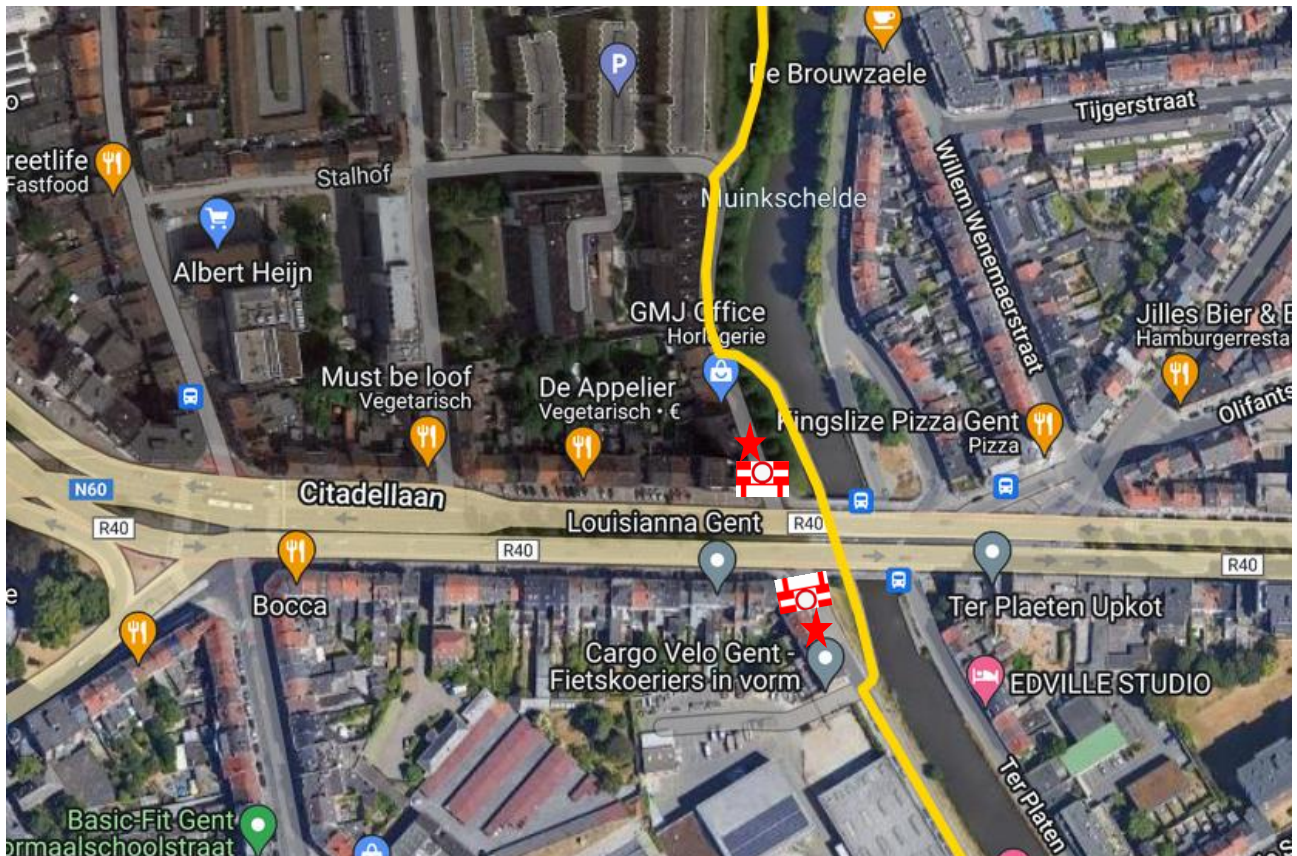 De Brouwzaele
P
Tijgerstraat
reetlife
Fastfood
Stalhof
Willem Wenemaerstraat
Muinkschelde
Albert Heijn
GMJ Office
Horlogerie
Jilles Bier & B
Hamburgerresta
Must be loof
Vegetarisch
De Appelier
Vegetarisch • €
Kingslize Pizza Gent
Pizza
Olifants
N60
Citadellaan
R40
Louisianna Gent
R40
R40
R40
Bocca
Ter Plaeten Upkot
Cargo Velo Gent -
Fietskoeriers in vorm
EDVILLE STUDIO
Ter Platen
Basic-Fit Gent
ormaalschoolstraat